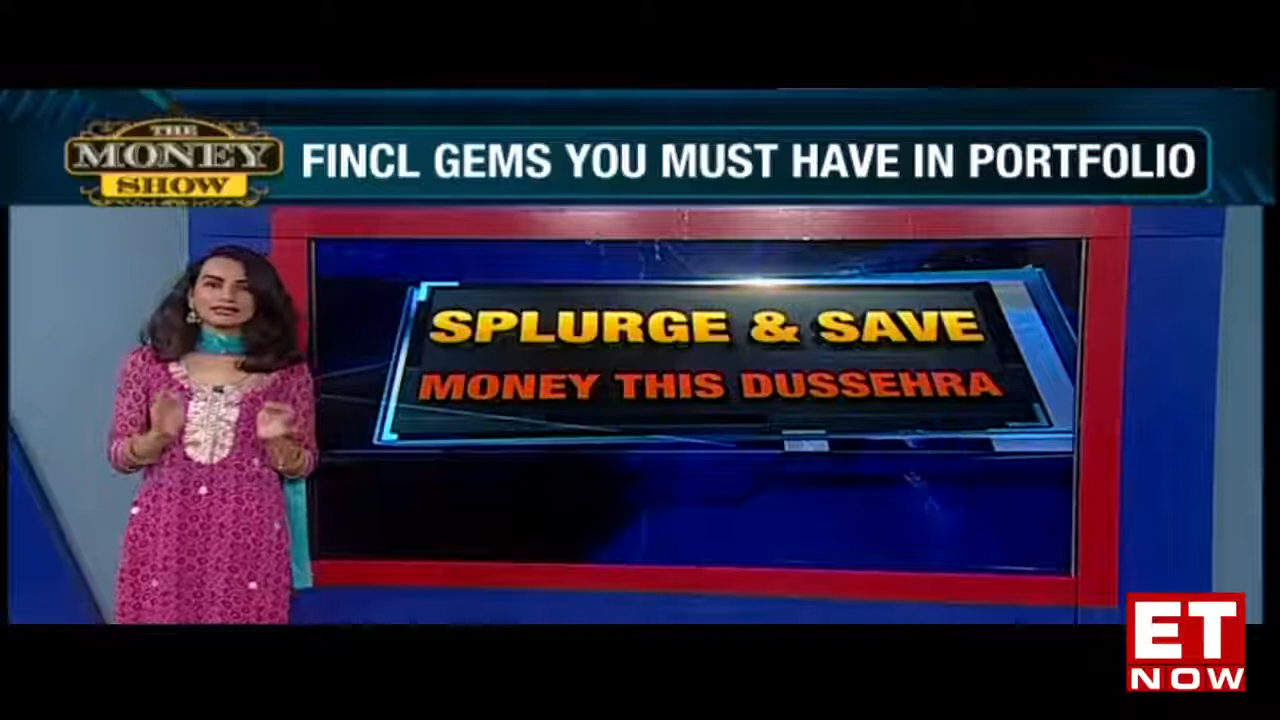 THE
MONEY
SHOW
FINCL GEMS YOU MUST HAVE IN PORTFOLIO
SPLURGE & SAVE
MONEY THIS DUSSEHRA
ET
NOW